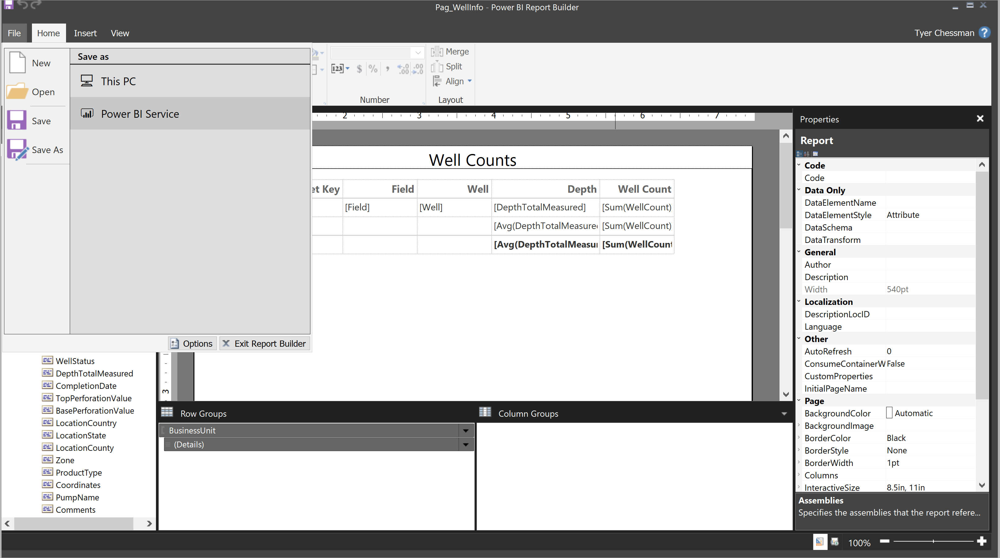 Pag_WellInfo - Power BI Report Builder
File Home Insert View
Tyer Chessman ?
New
Open
Save
Save As
Save as
This PC
Power BI Service
Options
Exit Report Builder
[123] $ % , .0 .00 .00 .0
Number
Merge
Split
Align
Layout
2 3 4 5 6 7
Well Counts
et Key Field Well Depth Well Count
[Field] [Well] [DepthTotalMeasured] [Sum(WellCount)
[Avg(DepthTotalMeasure [Sum(WellCount)
[Avg(DepthTotalMeasu [Sum(WellCount
3
WellStatus
DepthTotalMeasured
CompletionDate
TopPerforationValue
BasePerforationValue
LocationCountry
LocationState
LocationCounty
Zone
ProductType
Coordinates
PumpName
Comments
Row Groups
BusinessUnit
(Details)
Column Groups
Properties
Report
Code
Code
Data Only
DataElementName
DataElementStyle Attribute
DataSchema
DataTransform
General
Author
Description
Width 540pt
Localization
DescriptionLocID
Language
Other
AutoRefresh 0
ConsumeContainerW False
CustomProperties
InitialPageName
Page
BackgroundColor Automatic
BackgroundImage
BorderColor Black
BorderStyle None
BorderWidth 1pt
Columns
InteractiveSize 8.5in, 11in
Assemblies
Specifies the assemblies that the report refere...
100%